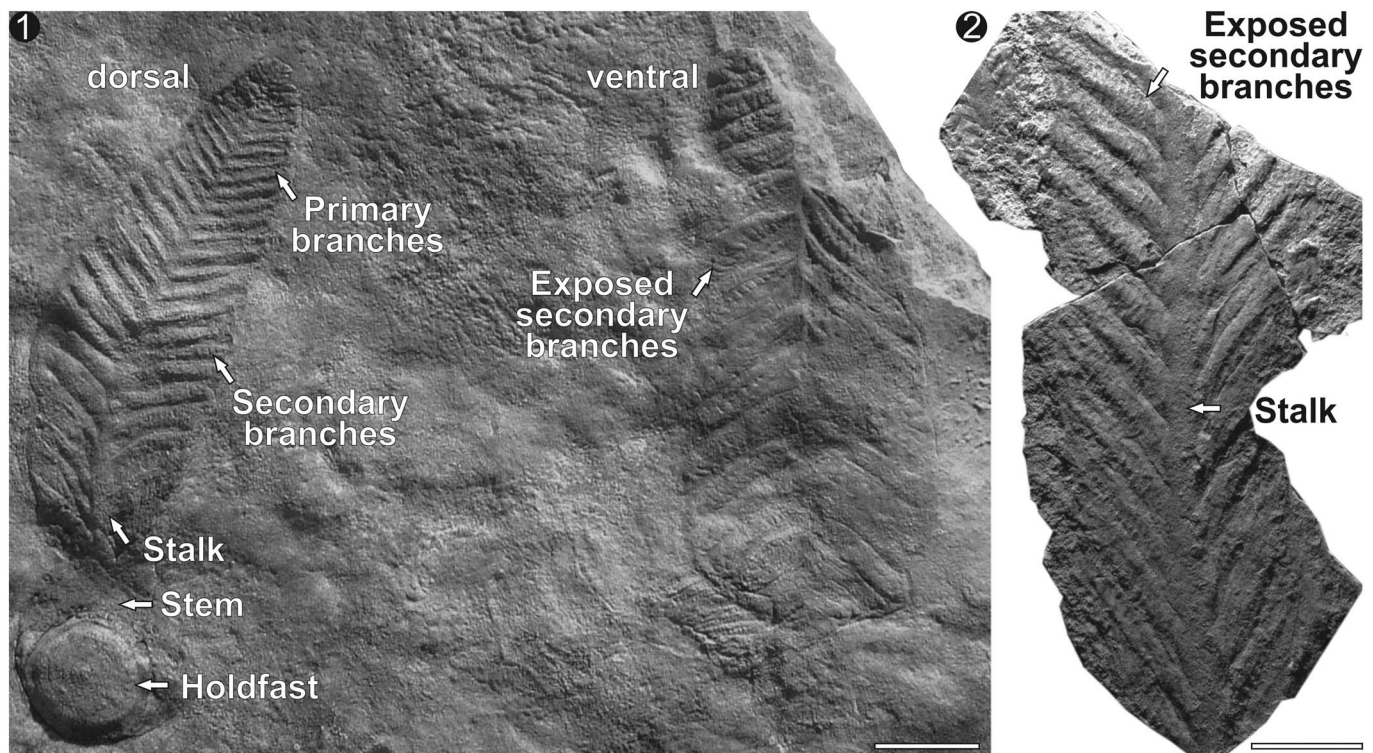 1
dorsal
ventral
Primary
branches
Exposed
secondary
branches
Secondary
branches
Stalk
Stem
Holdfast
2
Exposed
secondary
branches
Stalk